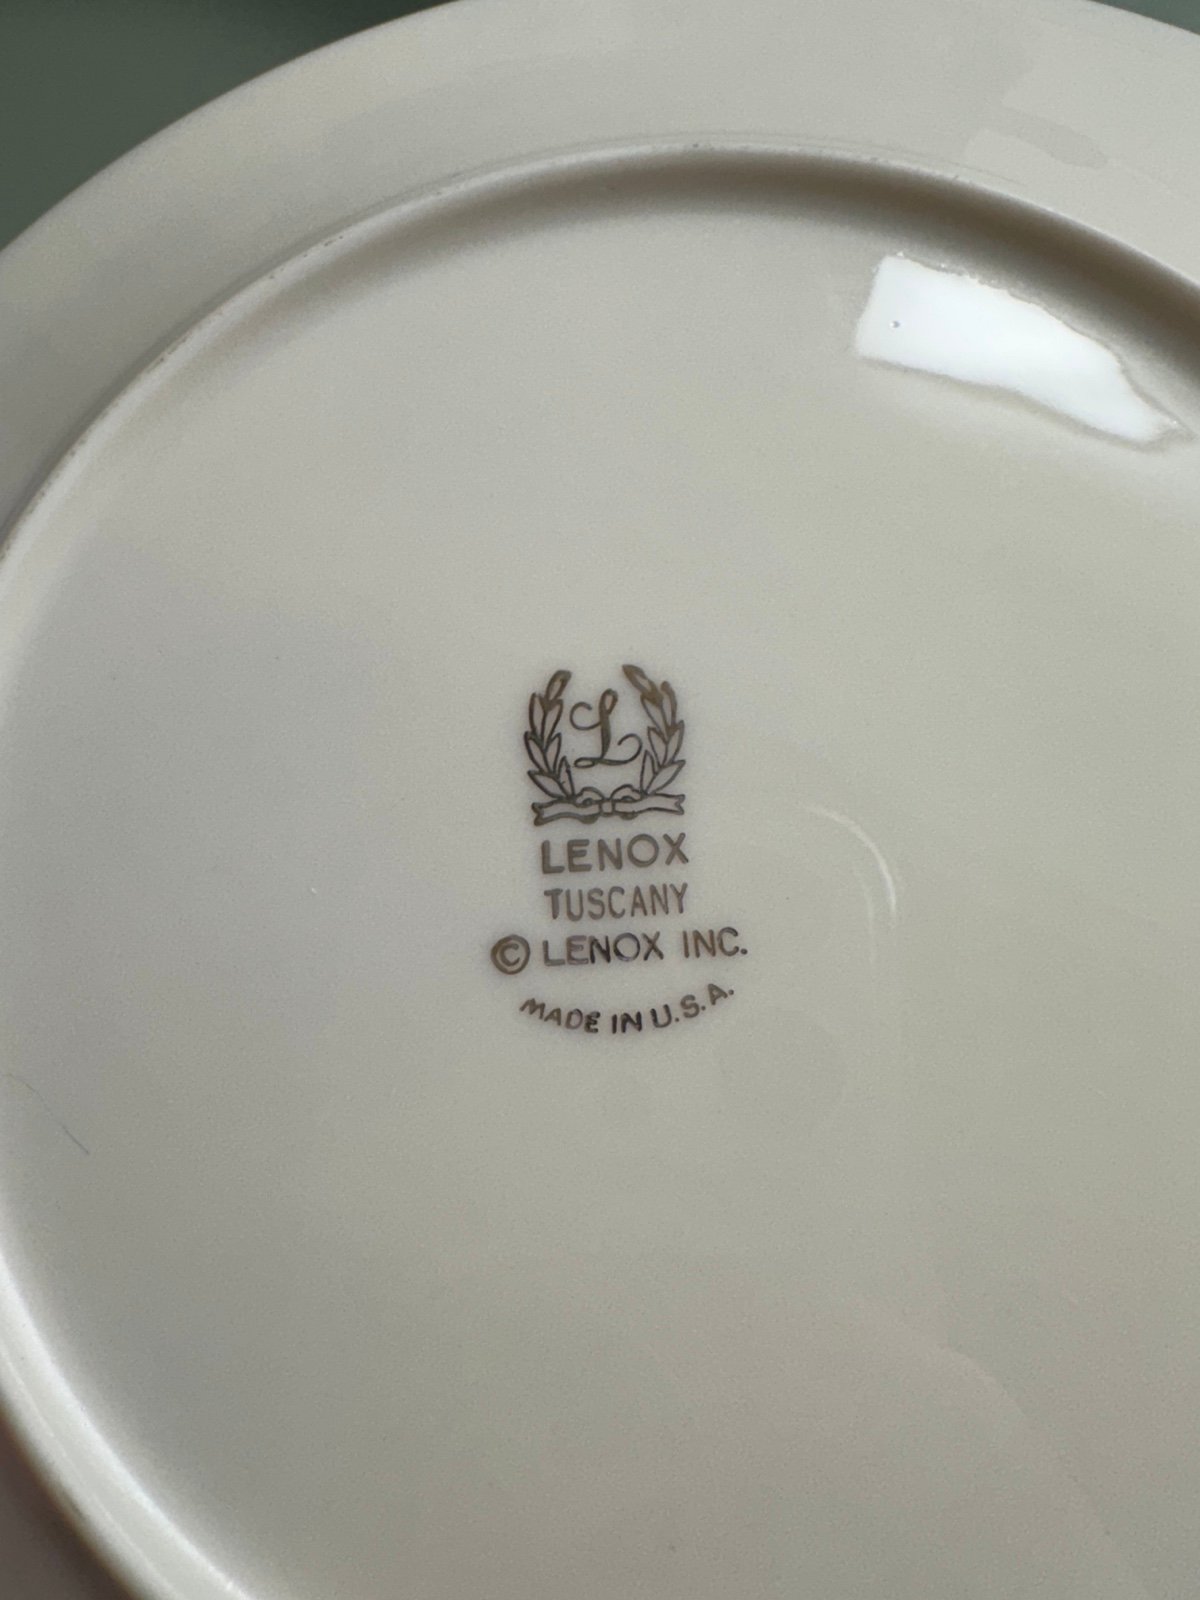 L
LENOX
TUSCANY
© LENOX INC.
MADE IN U.S.A.